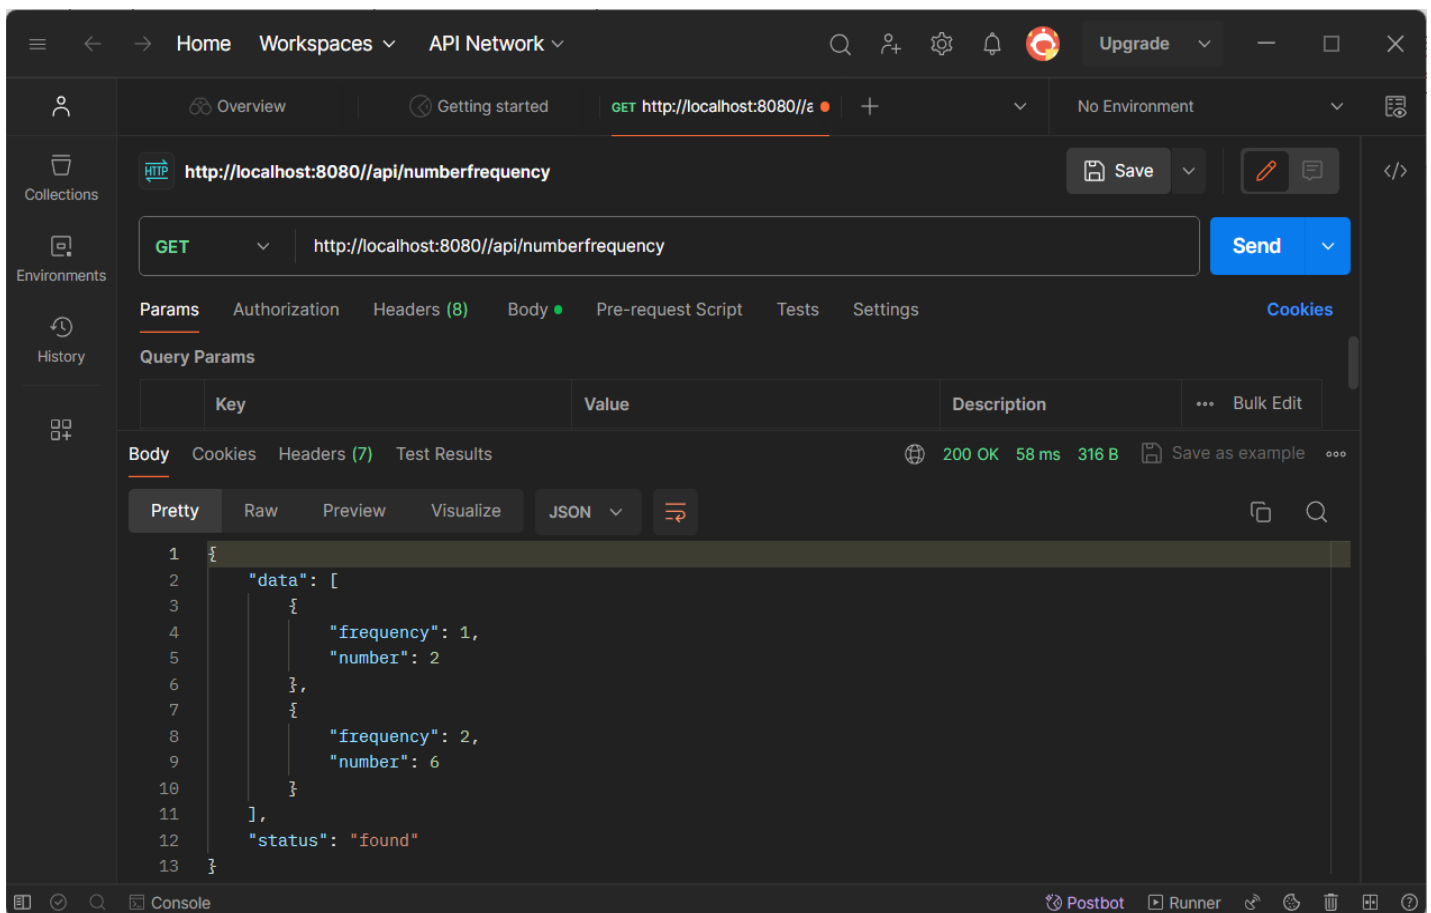 Home Workspaces API Network Upgrade
Overview Getting started GET http://localhost:8080//a No Environment
HTTP http://localhost:8080//api/numberfrequency Save
Collections
GET http://localhost:8080//api/numberfrequency Send
Environments
Params Authorization Headers (8) Body Pre-request Script Tests Settings Cookies
History
Query Params
Key Value Description Bulk Edit
Body Cookies Headers (7) Test Results 200 OK 58 ms 316 B Save as example
Pretty Raw Preview Visualize JSON
1 {
2 "data": [
3 {
4 "frequency": 1,
5 "number": 2
6 },
7 {
8 "frequency": 2,
9 "number": 6
10 }
11 ],
12 "status": "found"
13 }
Console Postbot Runner